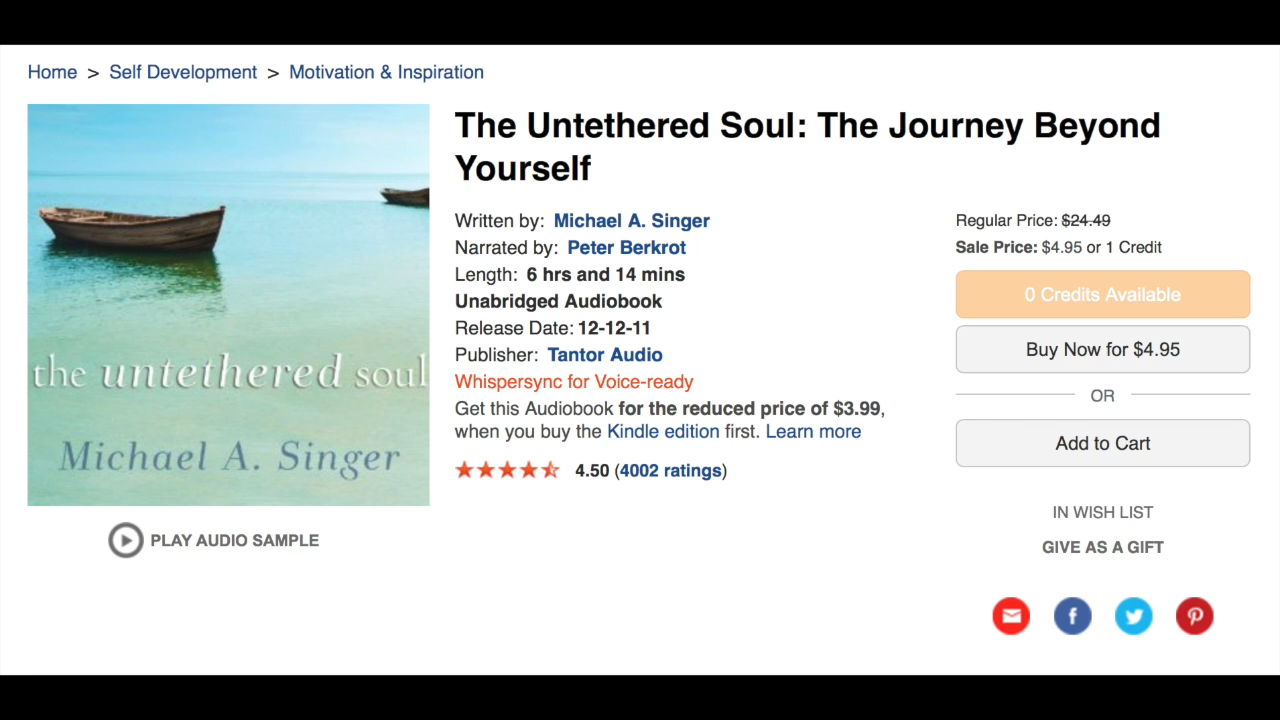 Home > Self Development > Motivation & Inspiration
the untethered soul
Michael A. Singer
PLAY AUDIO SAMPLE
The Untethered Soul: The Journey Beyond
Yourself
Written by: Michael A. Singer
Narrated by: Peter Berkrot
Length: 6 hrs and 14 mins
Unabridged Audiobook
Release Date: 12-12-11
Publisher: Tantor Audio
Whispersync for Voice-ready
Get this Audiobook for the reduced price of $3.99,
when you buy the Kindle edition first. Learn more
4.50 (4002 ratings)
Regular Price: $24.49
Sale Price: $4.95 or 1 Credit
0 Credits Available
Buy Now for $4.95
OR
Add to Cart
IN WISH LIST
GIVE AS A GIFT